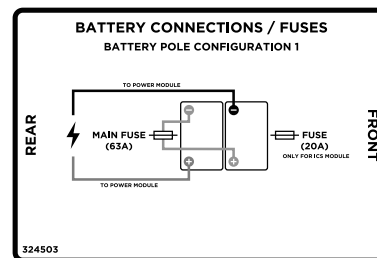 BATTERY CONNECTIONS / FUSES
BATTERY POLE CONFIGURATION 1
TO POWER MODULE
REAR
MAIN FUSE
(63A)
FUSE
(20A)
ONLY FOR ICS MODULE
FRONT
TO POWER MODULE
324503